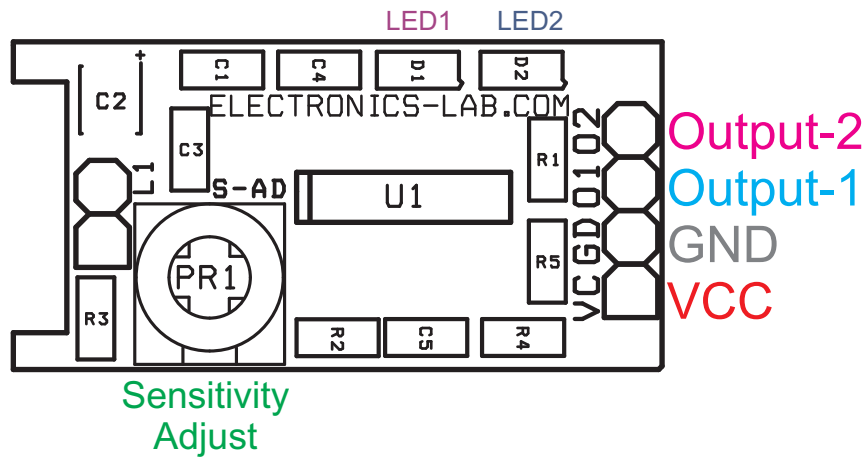 LED1 LED2
C1 C4 D1 D2
C2
ELECTRONICS-LAB.COM
C3
L1
S-AD
U1
R1
R5
O2
O1
GD
VC
Output-2
Output-1
GND
VCC
PR1
R3
R2 C5 R4
Sensitivity
Adjust